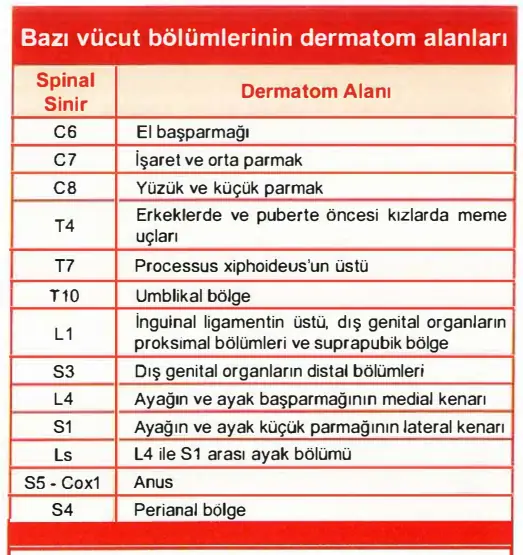 Bazı vücut bölümlerinin dermatom alanları
Spinal
Sinir
Dermatom Alanı
C6 El başparmağı
C7 İşaret ve orta parmak
C8 Yüzük ve küçük parmak
T4 Erkeklerde ve puberte öncesi kızlarda meme
uçları
T7 Processus xiphoideus'un üstü
T10 Umblikal bölge
L1 İnguinal ligamentin üstü, dış genital organların
proksımal bölümleri ve suprapubik bölge
S3 Dış genital organların distal bölümleri
L4 Ayağın ve ayak başparmağının medial kenarı
S1 Ayağın ve ayak küçük parmağının lateral kenarı
Ls L4 ile S1 arası ayak bölümü
S5 - Cox1 Anus
S4 Perianal bölge